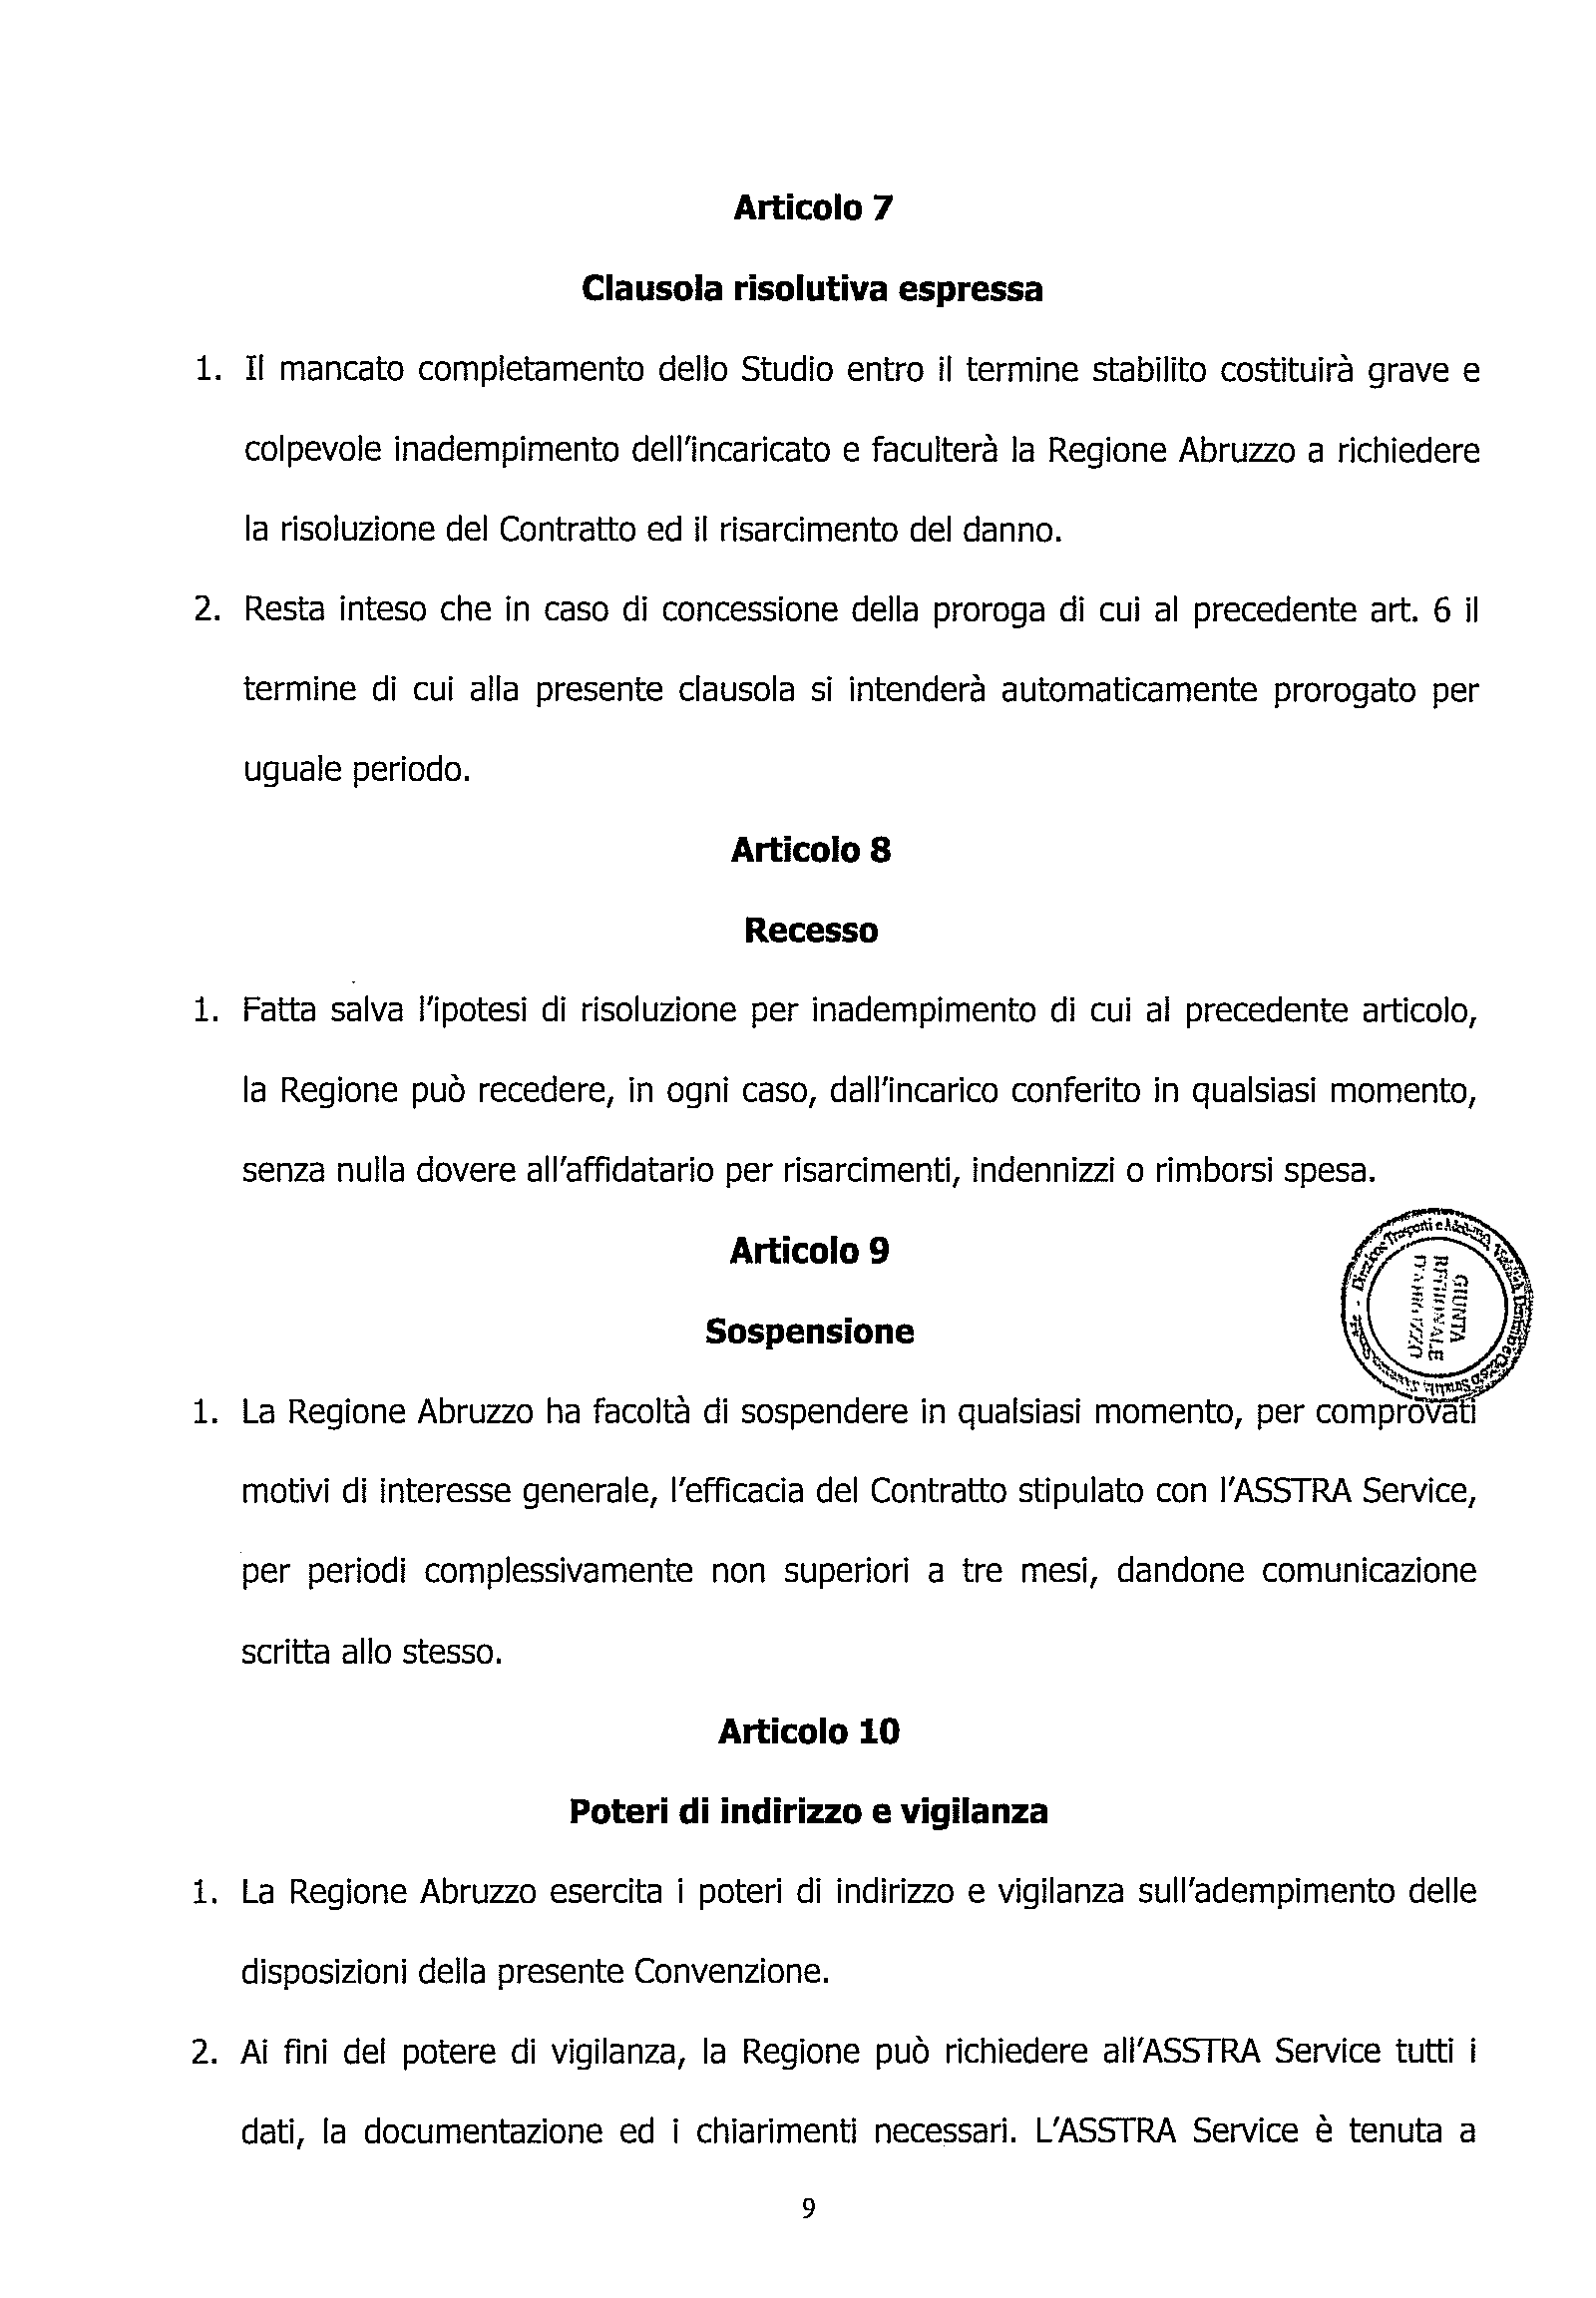 Articolo 7
Clausola risolutiva espressa
1. Il mancato completamento dello Studio entro il termine stabilito costituirà grave e
colpevole inadempimento dell'incaricato e faculterà la Regione Abruzzo a richiedere
la risoluzione del Contratto ed il risarcimento del danno.
2. Resta inteso che in caso di concessione della proroga di cui al precedente art. 6 il
termine di cui alla presente clausola si intenderà automaticamente prorogato per
uguale periodo.
Articolo 8
Recesso
1. Fatta salva l'ipotesi di risoluzione per inadempimento di cui al precedente articolo,
la Regione può recedere, in ogni caso, dall'incarico conferito in qualsiasi momento,
senza nulla dovere all'affidatario per risarcimenti, indennizzi o rimborsi spesa.
Articolo 9
Sospensione
GIUNTA
REGIONALE
D'ABRUZZO
1. La Regione Abruzzo ha facoltà di sospendere in qualsiasi momento, per comprovati
motivi di interesse generale, l'efficacia del Contratto stipulato con l'ASSTRA Service,
per periodi complessivamente non superiori a tre mesi, dandone comunicazione
scritta allo stesso.
Articolo 10
Poteri di indirizzo e vigilanza
1. La Regione Abruzzo esercita i poteri di indirizzo e vigilanza sull'adempimento delle
disposizioni della presente Convenzione.
2. Ai fini del potere di vigilanza, la Regione può richiedere all'ASSTRA Service tutti i
dati, la documentazione ed i chiarimenti necessari. L'ASSTRA Service è tenuta a
9